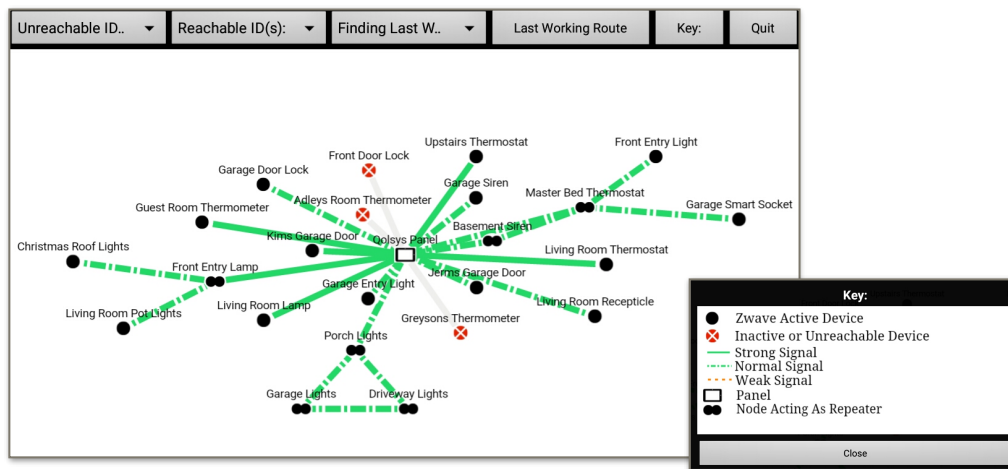 Unreachable ID..
Reachable ID(s):
Finding Last W..
Last Working Route
Key:
Quit
Upstairs Thermostat
Front Entry Light
Front Door Lock
Garage Door Lock
Garage Siren
Master Bed Thermostat
Adleys Room Thermometer
Guest Room Thermometer
Garage Smart Socket
Basement Siren
Kims Garage Door
Qolsys Panel
Christmas Roof Lights
Living Room Thermostat
Front Entry Lamp
Jerms Garage Door
Garage Entry Light
Living Room Lamp
Living Room Recepticle
Living Room Pot Lights
Greysons Thermometer
Porch Lights
Garage Lights
Driveway Lights
Key:
Zwave Active Device
Inactive or Unreachable Device
Strong Signal
Normal Signal
Weak Signal
Panel
Node Acting As Repeater
Close